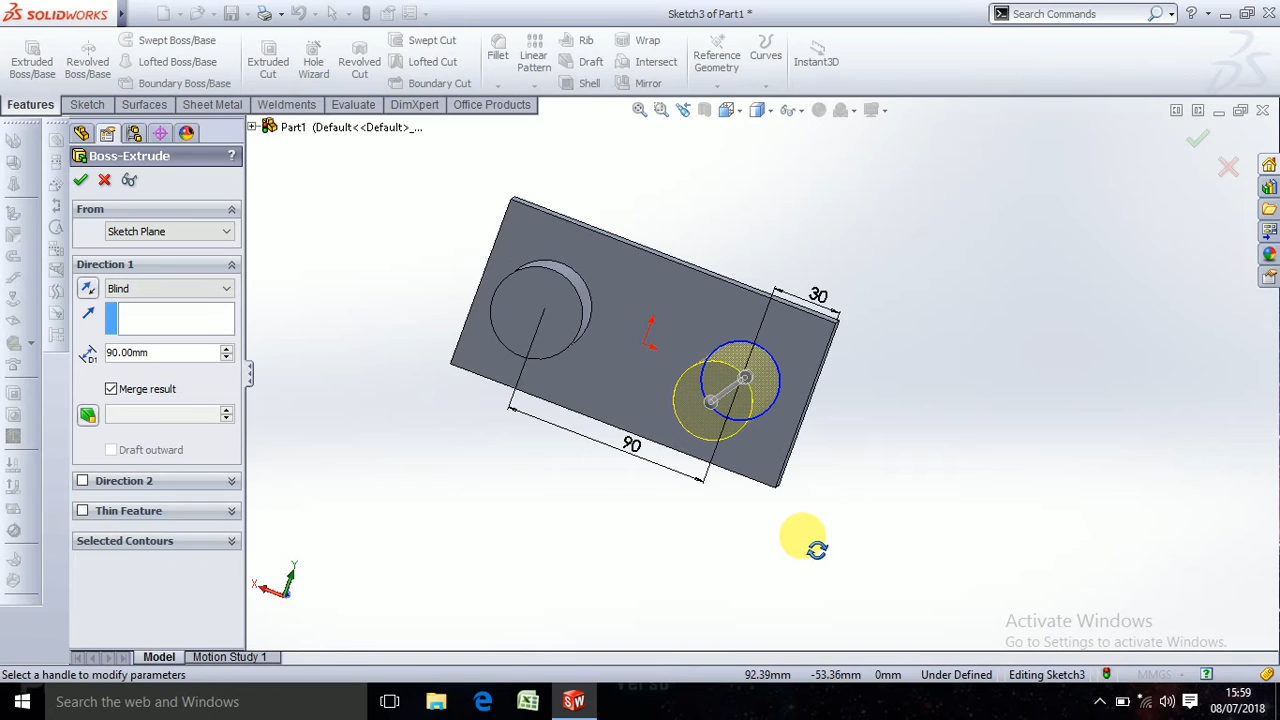 SOLIDWORKS
Sketch3 of Part1 *
Search Commands
Extruded Boss/Base
Revolved Boss/Base
Swept Boss/Base
Lofted Boss/Base
Boundary Boss/Base
Extruded Cut
Hole Wizard
Revolved Cut
Swept Cut
Lofted Cut
Boundary Cut
Fillet
Linear Pattern
Rib
Draft
Shell
Wrap
Intersect
Mirror
Reference Geometry
Curves
Instant3D
Features
Sketch
Surfaces
Sheet Metal
Weldments
Evaluate
DimXpert
Office Products
Part1 (Default<<Default>_...
Boss-Extrude
?
From
Sketch Plane
Direction 1
Blind
D1
90.00mm
Merge result
Draft outward
Direction 2
Thin Feature
Selected Contours
30
90
Y
X
Activate Windows
Go to Settings to activate Windows.
Model
Motion Study 1
Select a handle to modify parameters
92.39mm
-53.36mm
0mm
Under Defined
Editing Sketch3
MMGS
?
Search the web and Windows
15:59
08/07/2018